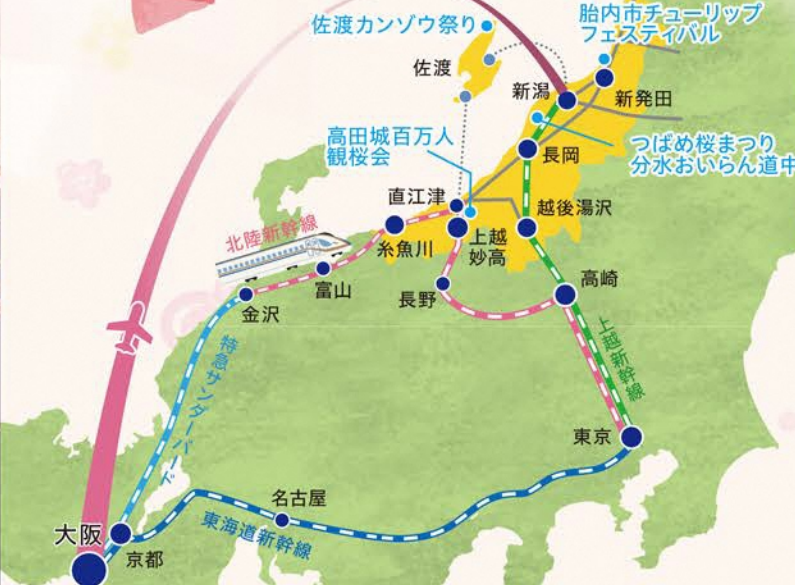 佐渡カンゾウ祭り
胎内市チューリップ
フェスティバル
佐渡
新潟
新発田
高田城百万人
観桜会
長岡
つばめ桜まつり
分水おいらん道中
直江津
越後湯沢
北陸新幹線
糸魚川
上越
妙高
富山
長野
高崎
金沢
上越新幹線
特急サンダーバード
東京
名古屋
東海道新幹線
大阪
京都